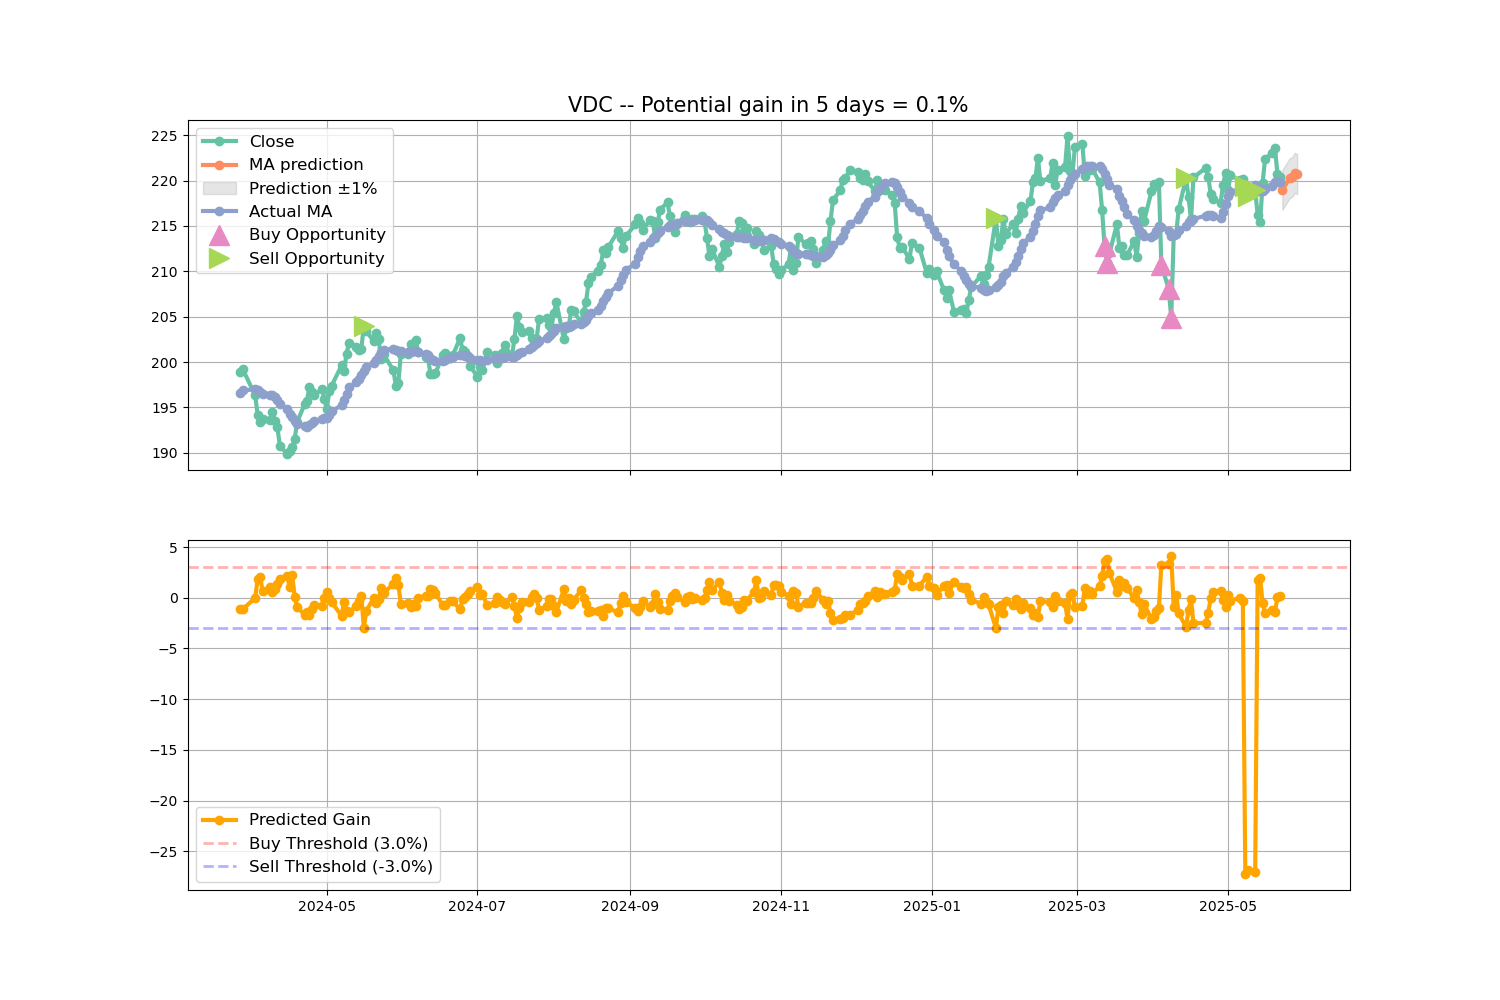 VDC -- Potential gain in 5 days = 0.1%
225
220
215
210
205
200
195
190
Close
MA prediction
Prediction ±1%
Actual MA
Buy Opportunity
Sell Opportunity
5
0
−5
−10
−15
−20
−25
Predicted Gain
Buy Threshold (3.0%)
Sell Threshold (-3.0%)
2024-05
2024-07
2024-09
2024-11
2025-01
2025-03
2025-05